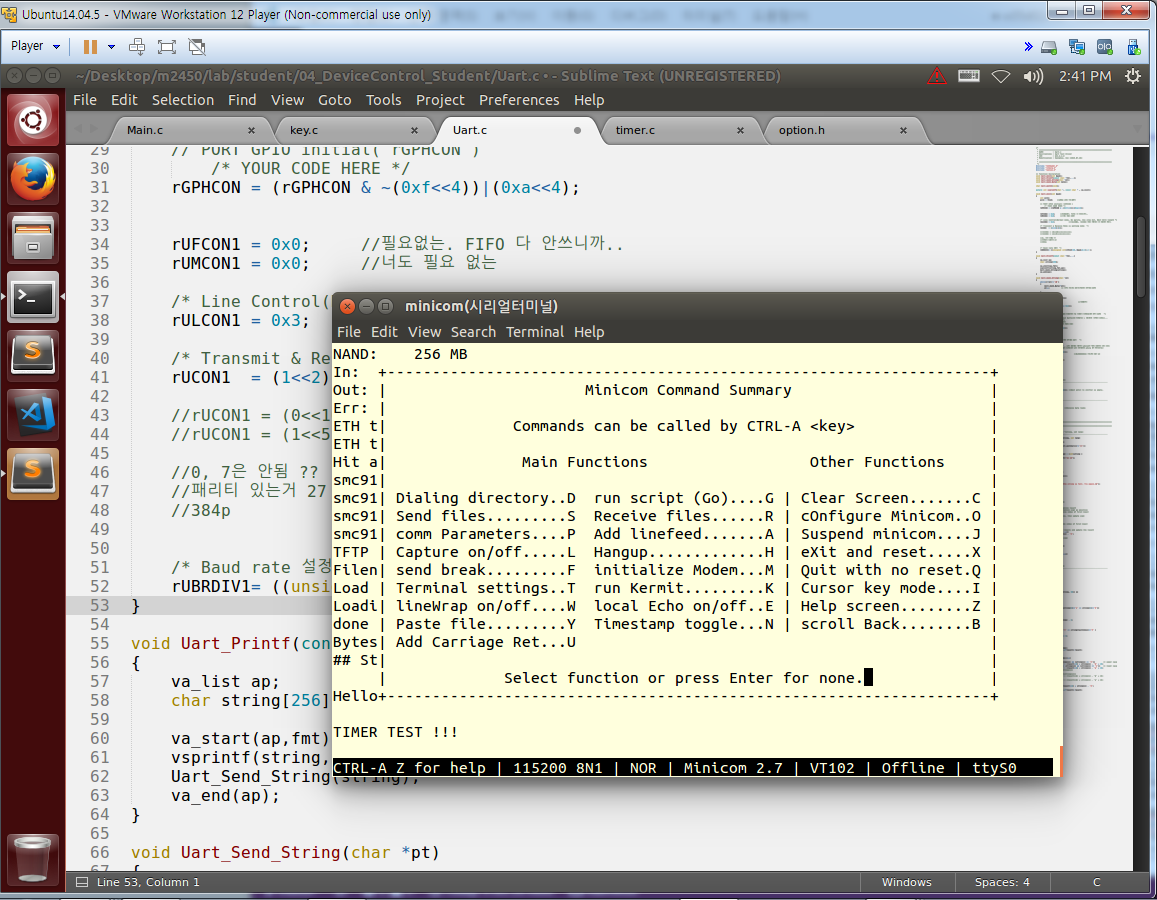 Ubuntu14.04.5 - VMware Workstation 12 Player (Non-commercial use only)
Player
~/Desktop/m2450/lab/student/04_DeviceControl_Student/Uart.c • - Sublime Text (UNREGISTERED)
2:41 PM
File Edit Selection Find View Goto Tools Project Preferences Help
Main.c × key.c × Uart.c timer.c × option.h ×
29 // PORT GPIO initial( rGPHCON )
30 /* YOUR CODE HERE */
31 rGPHCON = (rGPHCON & ~(0xf<<4))|(0xa<<4);
32
33
34 rUFCON1 = 0x0; //필요없는. FIFO 다 안쓰니까..
35 rUMCON1 = 0x0; //너도 필요 없는
36
37 /* Line Control(
38 rULCON1 = 0x3;
39
40 /* Transmit & Re
41 rUCON1 = (1<<2)
42
43 //rUCON1 = (0<<1
44 //rUCON1 = (1<<5
45
46 //0, 7은 안됨 ??
47 //패리티 있는거 27
48 //384p
49
50
51 /* Baud rate 설정
52 rUBRDIV1= ((unsi
53 }
54
55 void Uart_Printf(con
56 {
57 va_list ap;
58 char string[256]
59
60 va_start(ap,fmt)
61 vsprintf(string,
62 Uart_Send_String(string);
63 va_end(ap);
64 }
65
66 void Uart_Send_String(char *pt)
67 {
minicom(시리얼터미널)
File Edit View Search Terminal Help
NAND: 256 MB
In: +-------------------------------------------------------------------+
Out: | Minicom Command Summary |
Err: | |
ETH t| Commands can be called by CTRL-A <key> |
ETH t| |
Hit a| Main Functions Other Functions |
smc91| |
smc91| Dialing directory..D run script (Go)....G | Clear Screen.......C |
smc91| Send files.........S Receive files......R | cOnfigure Minicom..O |
smc91| comm Parameters....P Add linefeed.......A | Suspend minicom....J |
TFTP | Capture on/off.....L Hangup.............H | eXit and reset.....X |
Filen| send break.........F initialize Modem...M | Quit with no reset.Q |
Load | Terminal settings..T run Kermit.........K | Cursor key mode....I |
Loadi| lineWrap on/off....W local Echo on/off..E | Help screen........Z |
done | Paste file.........Y Timestamp toggle...N | scroll Back........B |
Bytes| Add Carriage Ret...U |
## St| |
| Select function or press Enter for none. |
Hello+-------------------------------------------------------------------+
TIMER TEST !!!
CTRL-A Z for help | 115200 8N1 | NOR | Minicom 2.7 | VT102 | Offline | ttyS0
Line 53, Column 1 Windows Spaces: 4 C